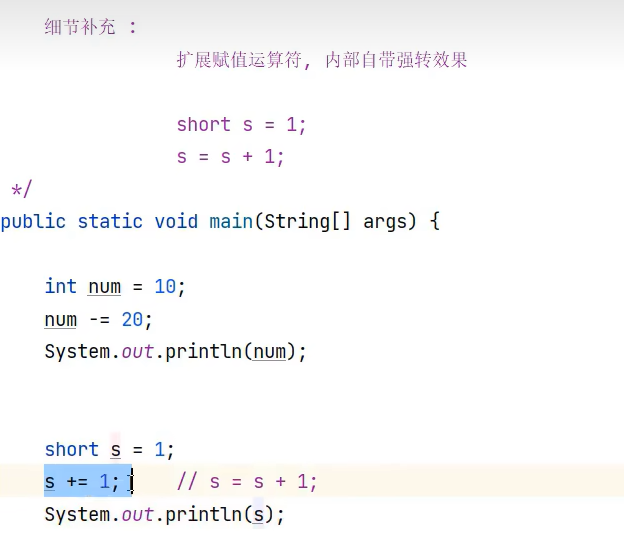 细节补充 :
扩展赋值运算符, 内部自带强转效果
short s = 1;
s = s + 1;
*/
public static void main(String[] args) {
int num = 10;
num -= 20;
System.out.println(num);
short s = 1;
s += 1; // s = s + 1;
System.out.println(s);